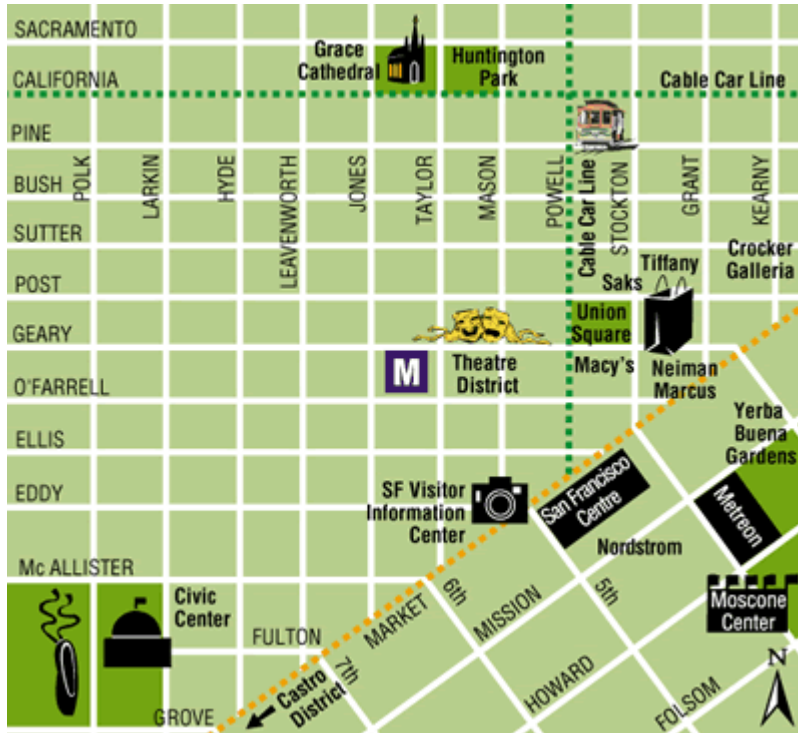 SACRAMENTO
Grace
Cathedral
Huntington
Park
CALIFORNIA
Cable Car Line
PINE
BUSH
POLK
LARKIN
HYDE
LEAVENWORTH
JONES
TAYLOR
MASON
POWELL
Cable Car Line
STOCKTON
GRANT
KEARNY
SUTTER
Crocker
Galleria
Tiffany
Saks
POST
Union
Square
GEARY
M
Theatre
District
Macy's
Neiman
Marcus
O'FARRELL
Yerba
Buena
Gardens
ELLIS
EDDY
SF Visitor
Information
Center
San Francisco
Centre
Metreon
Nordstrom
Mc ALLISTER
Civic
Center
6th
5th
MARKET
MISSION
Moscone
Center
FULTON
7th
HOWARD
FOLSOM
N
Castro
District
GROVE